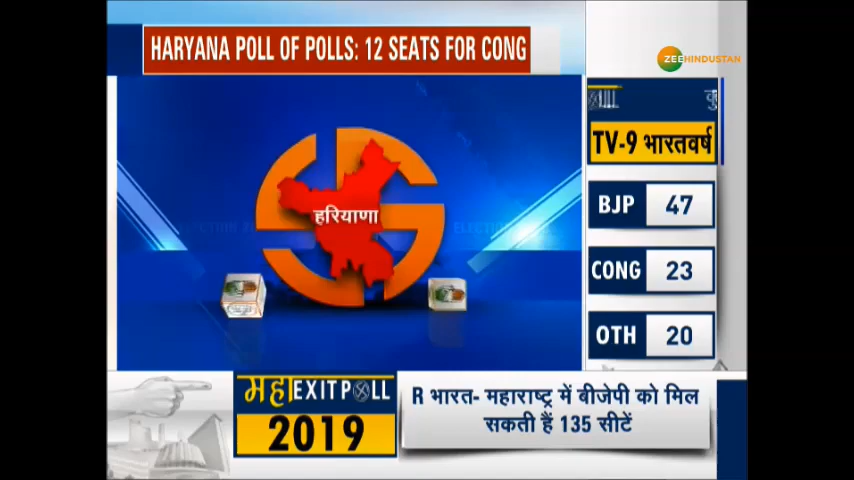 HARYANA POLL OF POLLS: 12 SEATS FOR CONG
ZEE HINDUSTAN
TV-9 भारतवर्ष
BJP 47
CONG 23
OTH 20
हरियाणा
महा EXIT POLL
2019
R भारत- महाराष्ट्र में बीजेपी को मिल
सकती हैं 135 सीटें